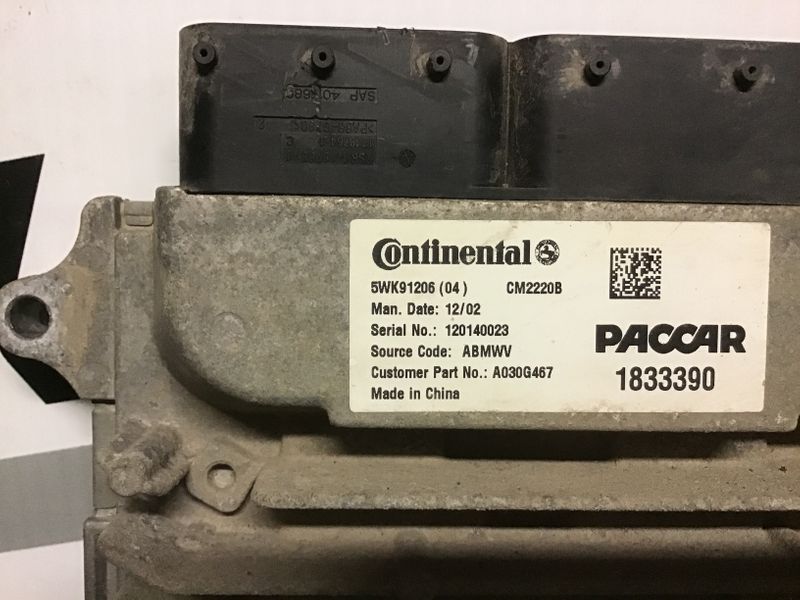 Continental
5WK91206 (04) CM2220B
Man. Date: 12/02
Serial No.: 120140023
Source Code: ABMWV
Customer Part No.: A030G467
Made in China
PACCAR
1833390
SAP